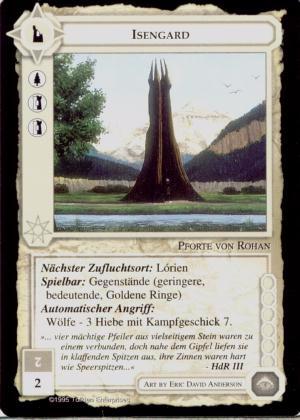 ISENGARD
PFORTE VON ROHAN
Nächster Zufluchtsort: Lórien
Spielbar: Gegenstände (geringere,
bedeutende, Goldene Ringe)
Automatischer Angriff:
Wölfe - 3 Hiebe mit Kampfgeschick 7.
".. vier mächtige Pfeiler aus vielseitigem Stein waren zu
einem verbunden, doch nahe dem Gipfel liefen sie
in klaffenden Spitzen aus, ihre Zinnen waren hart
wie Speerspitzen..." - HdR III
2
2
©1995 Tolkien Enterprises
ART BY ERIC DAVID ANDERSON